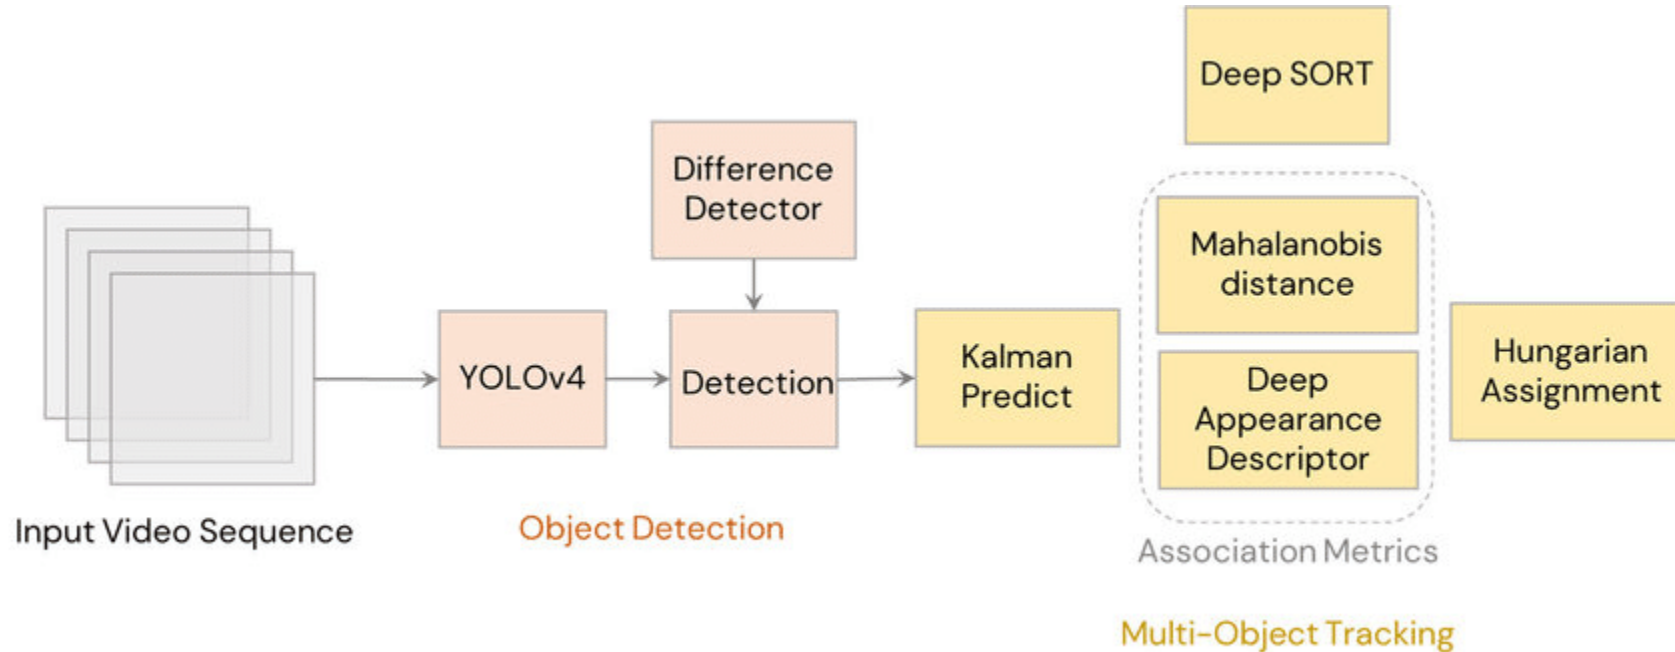 Deep SORT
Difference
Detector
Mahalanobis
distance
YOLOv4
Detection
Kalman
Predict
Deep
Appearance
Descriptor
Hungarian
Assignment
Input Video Sequence
Object Detection
Association Metrics
Multi-Object Tracking